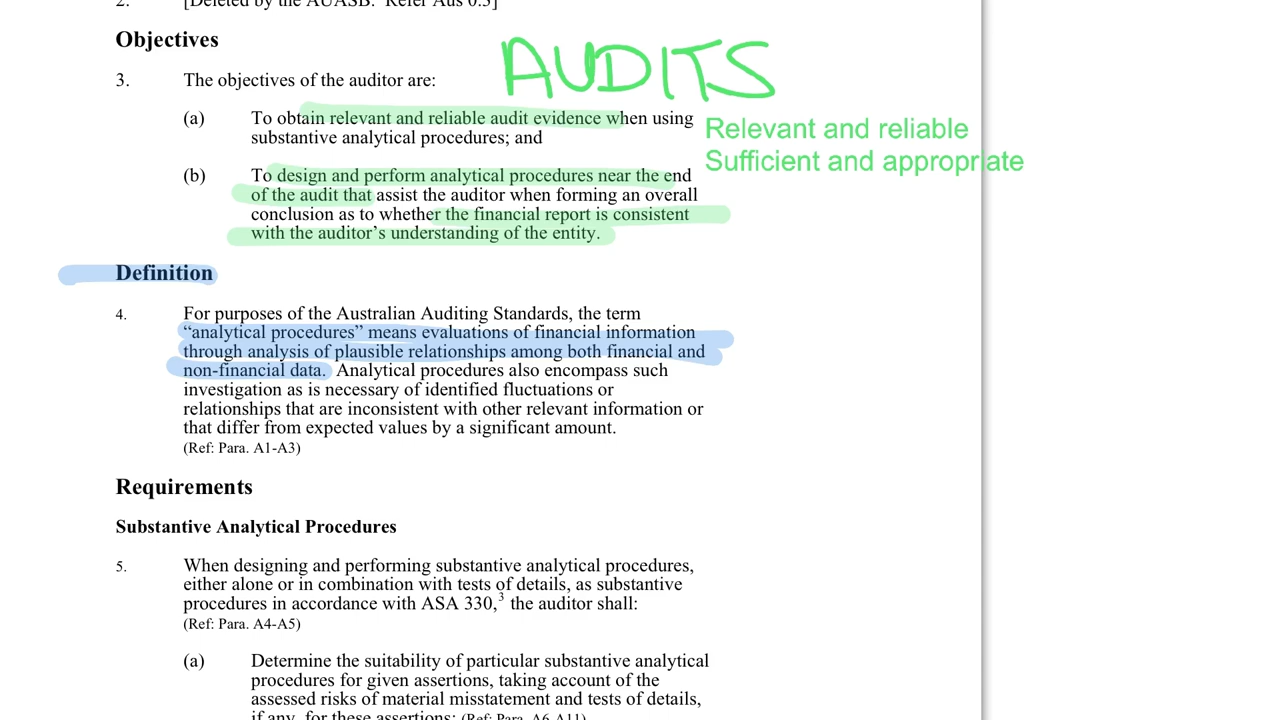 2. [Deleted by the AUASB. Refer Aus 0.3]
Objectives
AUDITS
3. The objectives of the auditor are:
(a) To obtain relevant and reliable audit evidence when using
substantive analytical procedures; and
Relevant and reliable
Sufficient and appropriate
(b) To design and perform analytical procedures near the end
of the audit that assist the auditor when forming an overall
conclusion as to whether the financial report is consistent
with the auditor’s understanding of the entity.
Definition
4. For purposes of the Australian Auditing Standards, the term
“analytical procedures” means evaluations of financial information
through analysis of plausible relationships among both financial and
non-financial data. Analytical procedures also encompass such
investigation as is necessary of identified fluctuations or
relationships that are inconsistent with other relevant information or
that differ from expected values by a significant amount.
(Ref: Para. A1-A3)
Requirements
Substantive Analytical Procedures
5. When designing and performing substantive analytical procedures,
either alone or in combination with tests of details, as substantive
procedures in accordance with ASA 330,3 the auditor shall:
(Ref: Para. A4-A5)
(a) Determine the suitability of particular substantive analytical
procedures for given assertions, taking account of the
assessed risks of material misstatement and tests of details,
if any, for these assertions; (Ref: Para. A6-A11)